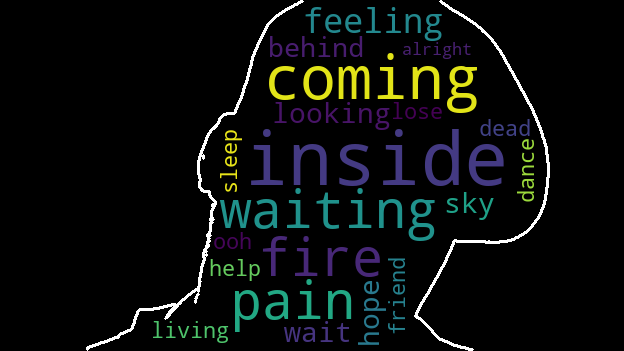 feeling
behind alright
coming
looking lose
dead
sleep
inside
dance
waiting
sky
ooh
fire
help
friend
pain
hope
living
wait